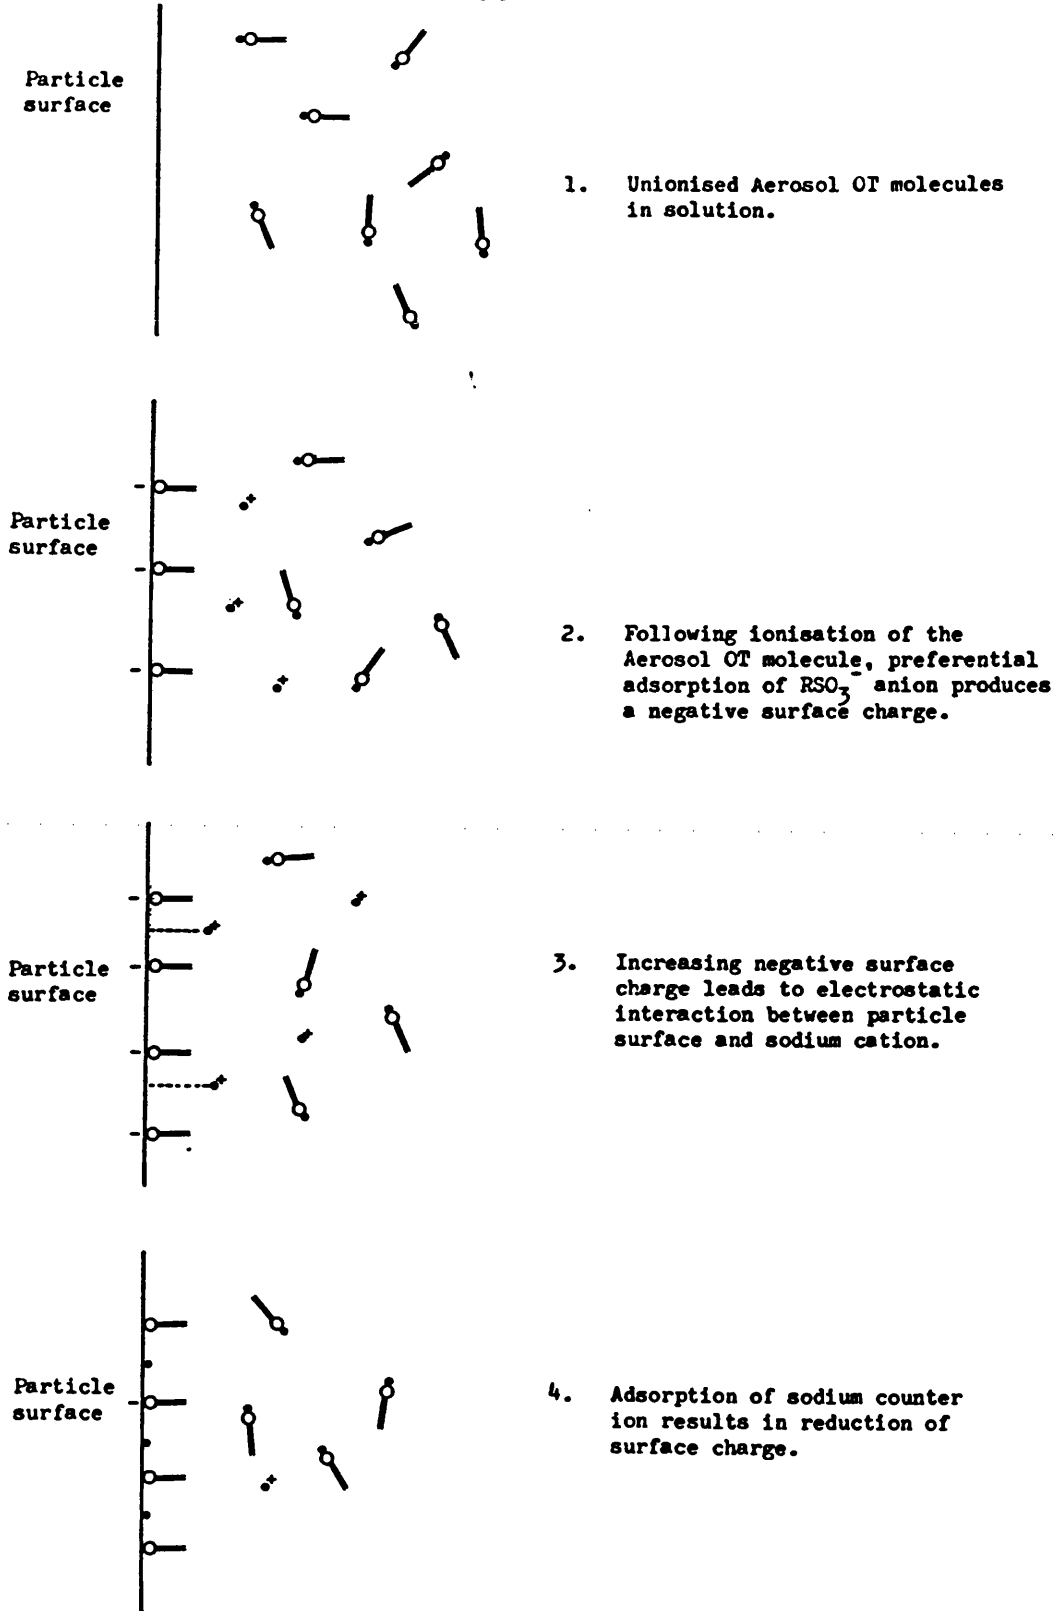 Particle
surface
1. Unionised Aerosol OT molecules
in solution.
Particle
surface
2. Following ionisation of the
Aerosol OT molecule, preferential
adsorption of RSO₃⁻ anion produces
a negative surface charge.
Particle
surface
3. Increasing negative surface
charge leads to electrostatic
interaction between particle
surface and sodium cation.
Particle
surface
4. Adsorption of sodium counter
ion results in reduction of
surface charge.